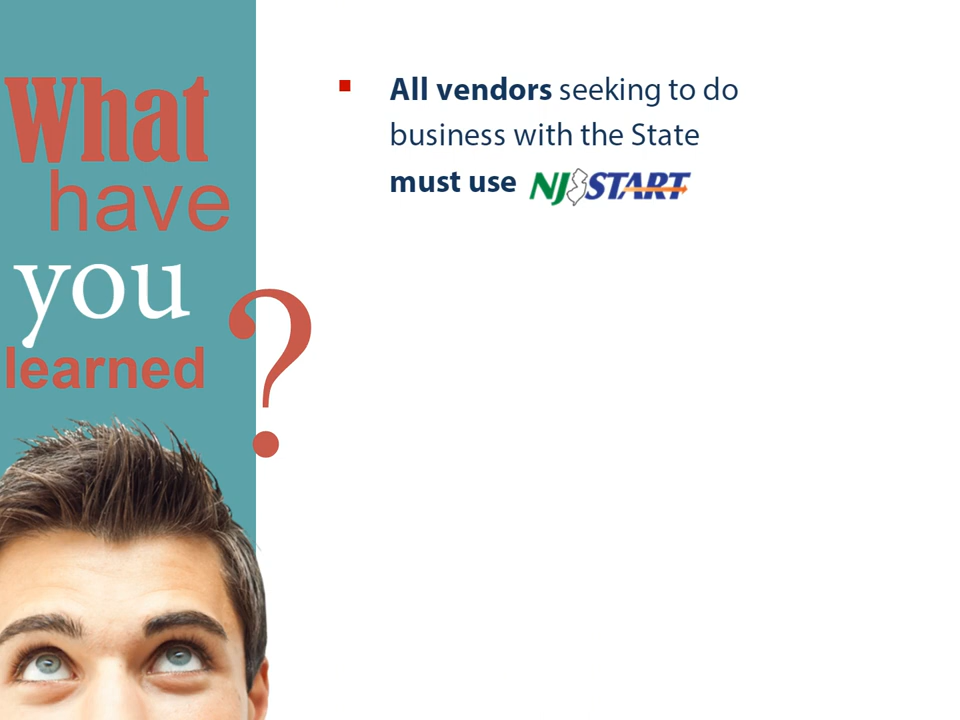 What
have
you
learned
?
▪ All vendors seeking to do
business with the State
must use NJSTART